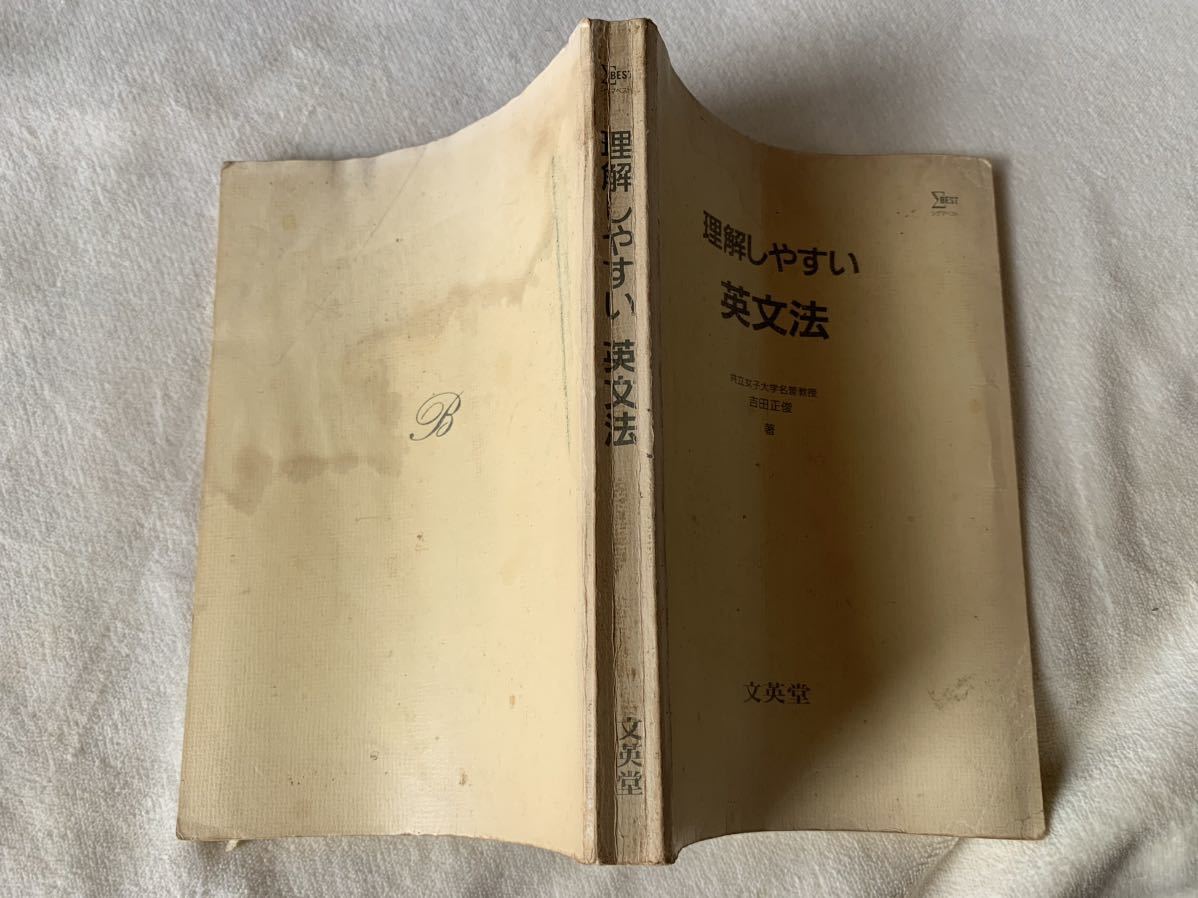 ΣBEST
シグマベスト
理解しやすい
英文法
共立女子大学名誉教授
吉田正俊
著
文英堂
ΣBEST
シグマベスト
理解しやすい 英文法
文英堂
B